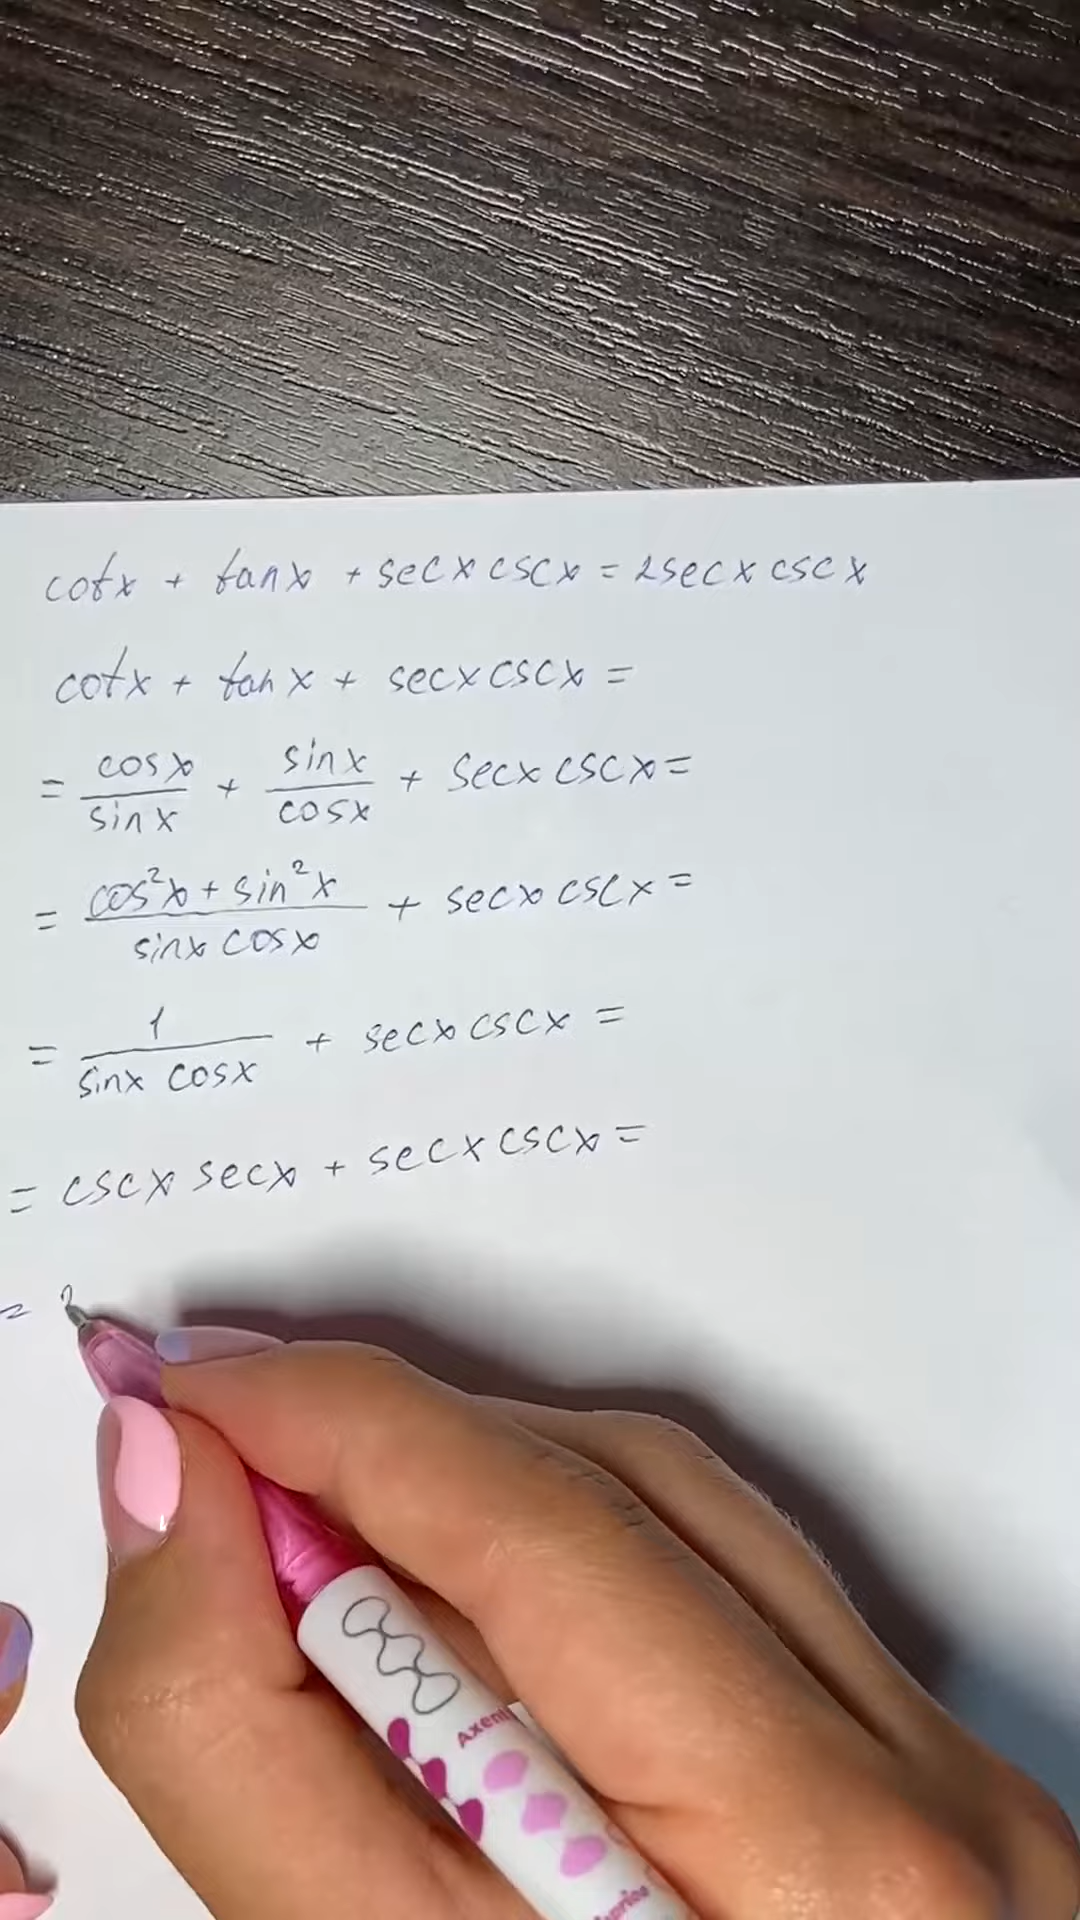 cotx + tanx + secx cscx = 2secx cscx
cotx + tanx + secx cscx =
= cosx/sinx + sinx/cosx + secx cscx =
= cos²x + sin²x/sinx cosx + secx cscx =
= 1/sinx cosx + secx cscx =
= cscx secx + secx cscx =
= 2